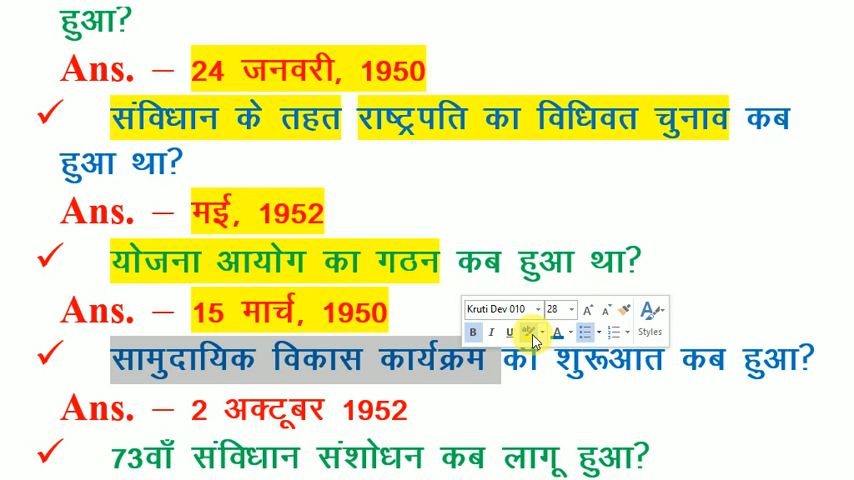 हुआ?
Ans. – 24 जनवरी, 1950
✓ संविधान के तहत राष्ट्रपति का विधिवत चुनाव कब
हुआ था?
Ans. – मई, 1952
✓ योजना आयोग का गठन कब हुआ था?
Ans. – 15 मार्च, 1950
Kruti Dev 010 28
B I U abc A Styles
✓ सामुदायिक विकास कार्यक्रम की शुरूआत कब हुआ?
Ans. – 2 अक्टूबर 1952
✓ 73वाँ संविधान संशोधन कब लागू हुआ?